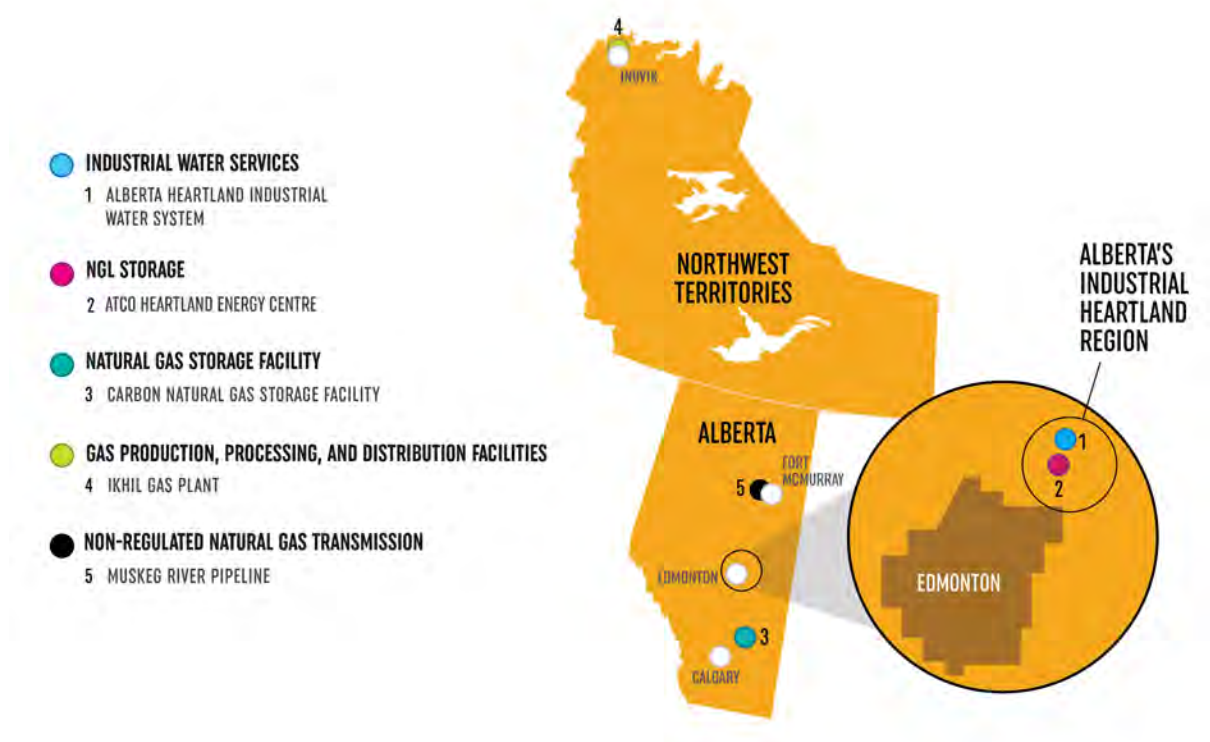 INDUSTRIAL WATER SERVICES
1 ALBERTA HEARTLAND INDUSTRIAL
WATER SYSTEM
NGL STORAGE
2 ATCO HEARTLAND ENERGY CENTRE
NATURAL GAS STORAGE FACILITY
3 CARBON NATURAL GAS STORAGE FACILITY
GAS PRODUCTION, PROCESSING, AND DISTRIBUTION FACILITIES
4 IKHIL GAS PLANT
NON-REGULATED NATURAL GAS TRANSMISSION
5 MUSKEG RIVER PIPELINE
4
INUVIK
NORTHWEST
TERRITORIES
ALBERTA
FORT
MCMURRAY
5
EDMONTON
3
CALGARY
ALBERTA'S
INDUSTRIAL
HEARTLAND
REGION
1
2
EDMONTON